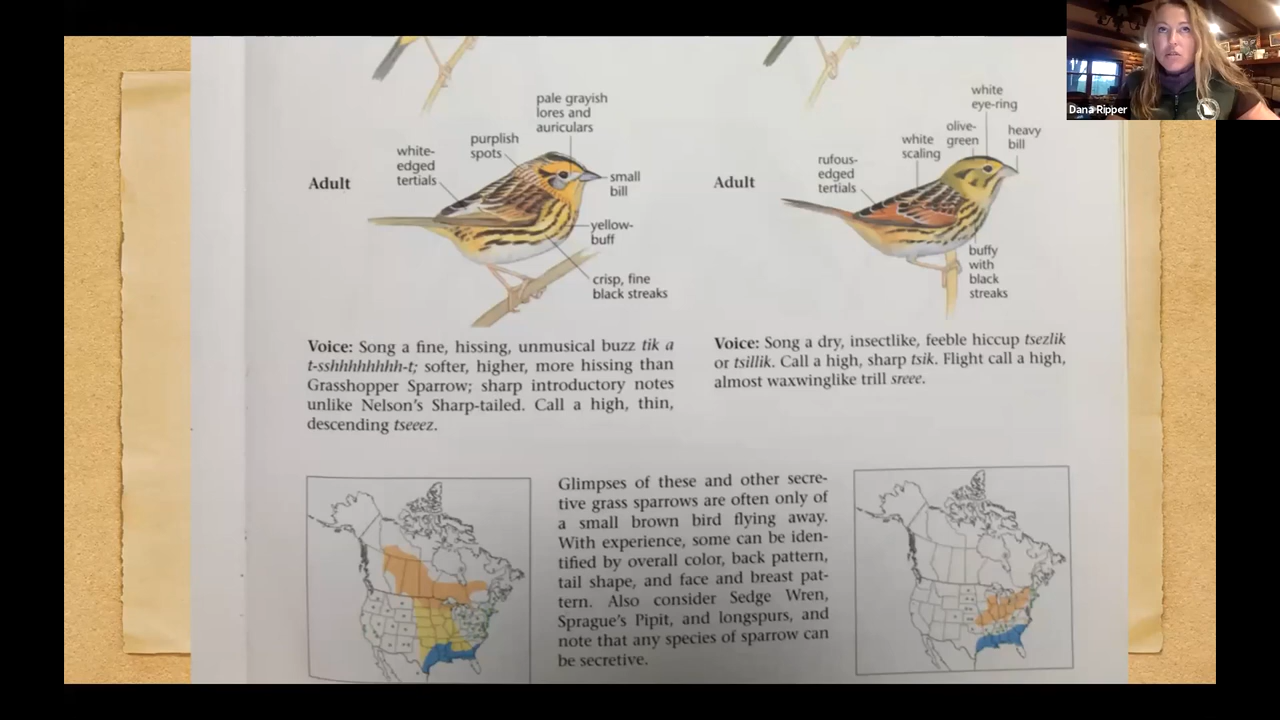 Dana Ripper
pale grayish
lores and
auriculars
purplish
spots
white-
edged
tertials
Adult
small
bill
yellow-
buff
crisp, fine
black streaks
white
eye-ring
olive-
green
heavy
bill
white
scaling
rufous-
edged
tertials
Adult
buffy
with
black
streaks
Voice: Song a fine, hissing, unmusical buzz tik a
t-sshhhhhhhh-t; softer, higher, more hissing than
Grasshopper Sparrow; sharp introductory notes
unlike Nelson's Sharp-tailed. Call a high, thin,
descending tseeez.
Voice: Song a dry, insectlike, feeble hiccup tsezlik
or tsillik. Call a high, sharp tsik. Flight call a high,
almost waxwinglike trill sreee.
Glimpses of these and other secre-
tive grass sparrows are often only of
a small brown bird flying away.
With experience, some can be iden-
tified by overall color, back pattern,
tail shape, and face and breast pat-
tern. Also consider Sedge Wren,
Sprague's Pipit, and longspurs, and
note that any species of sparrow can
be secretive.